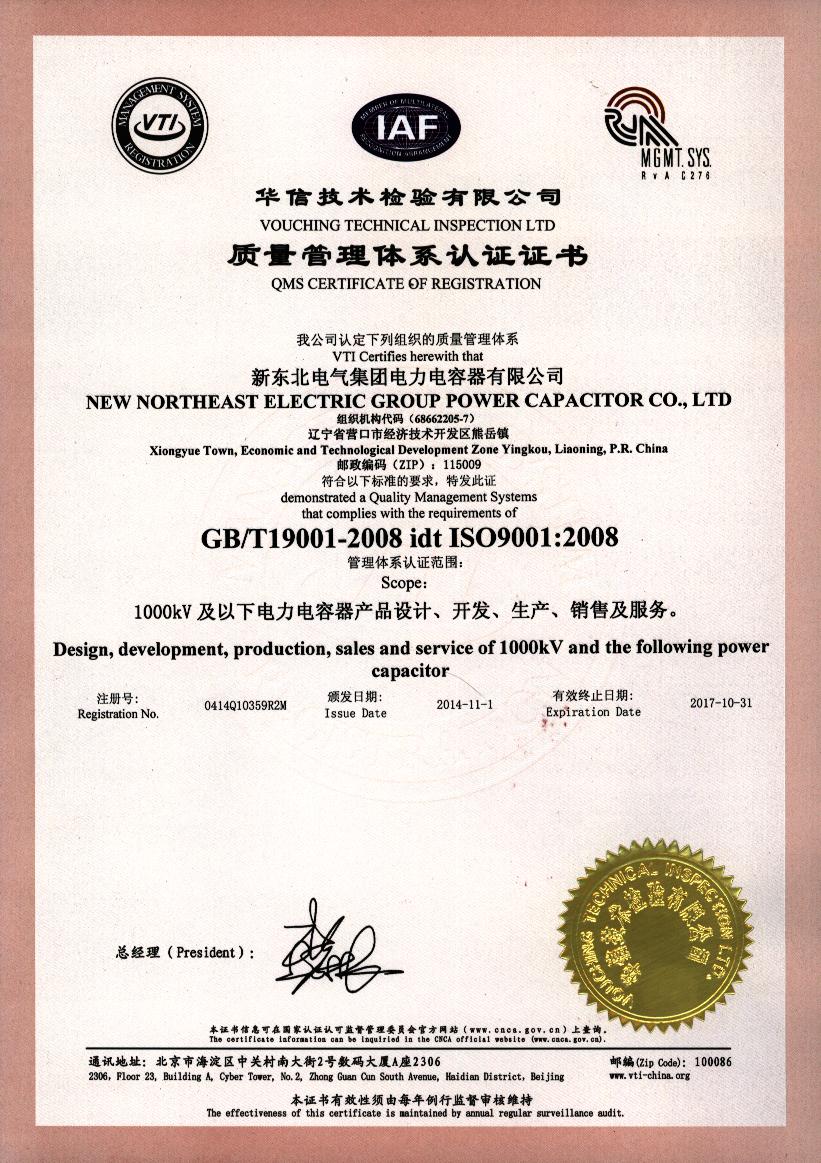 MANAGEMENT SYSTEM
VTI
REGISTRATION
MEMBER OF MULTILATERAL
IAF
RECOGNITION ARRANGEMENT
MGMT. SYS.
RvA C276
华信技术检验有限公司
VOUCHING TECHNICAL INSPECTION LTD
质量管理体系认证证书
QMS CERTIFICATE OF REGISTRATION
我公司认定下列组织的质量管理体系
VTI Certifies herewith that
新东北电气集团电力电容器有限公司
NEW NORTHEAST ELECTRIC GROUP POWER CAPACITOR CO., LTD
组织机构代码（68662205-7）
辽宁省营口市经济技术开发区熊岳镇
Xiongyue Town, Economic and Technological Development Zone Yingkou, Liaoning, P.R. China
邮政编码（ZIP）：115009
符合以下标准的要求，特发此证
demonstrated a Quality Management Systems
that complies with the requirements of
GB/T19001-2008 idt ISO9001:2008
管理体系认证范围：
Scope：
1000kV 及以下电力电容器产品设计、开发、生产、销售及服务。
Design, development, production, sales and service of 1000kV and the following power
capacitor
注册号： 0414Q10359R2M 颁发日期： 2014-11-1 有效终止日期： 2017-10-31
Registration No. Issue Date Expiration Date
VOUCHING TECHNICAL INSPECTION LTD.
华信技术检验有限公司
总经理（President）：
本证书信息可在国家认证认可监督管理委员会官方网站（www.cnca.gov.cn）上查询。
The certificate information can be inquiried in the CNCA official website (www.cnca.gov.cn).
通讯地址：北京市海淀区中关村南大街2号数码大厦A座2306 邮编(Zip Code)：100086
2306, Floor 23, Building A, Cyber Tower, No.2, Zhong Guan Cun South Avenue, Haidian District, Beijing www.vti-china.org
本证书有效性须由每年例行监督审核维持
The effectiveness of this certificate is maintained by annual regular surveillance audit.